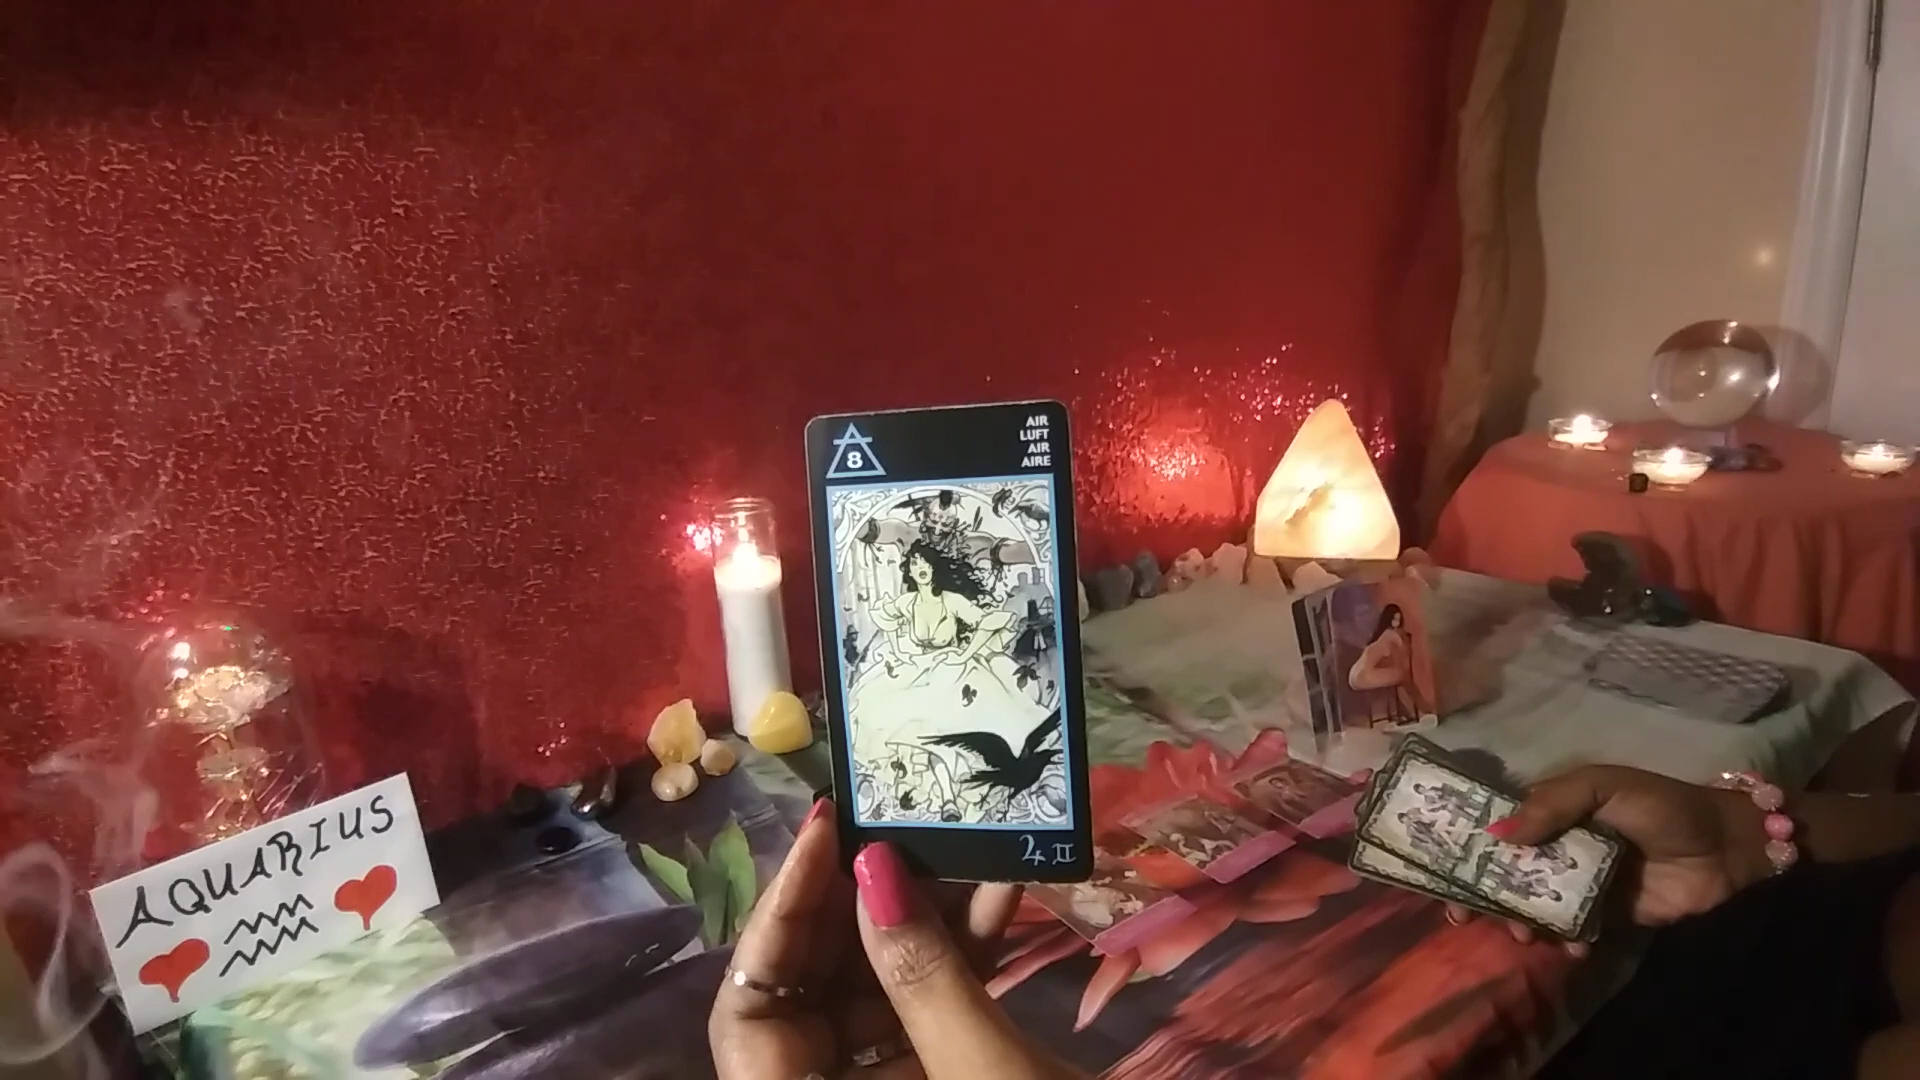 8
AIR
LUFT
AIR
AIRE
♃ ♊
AQUARIUS